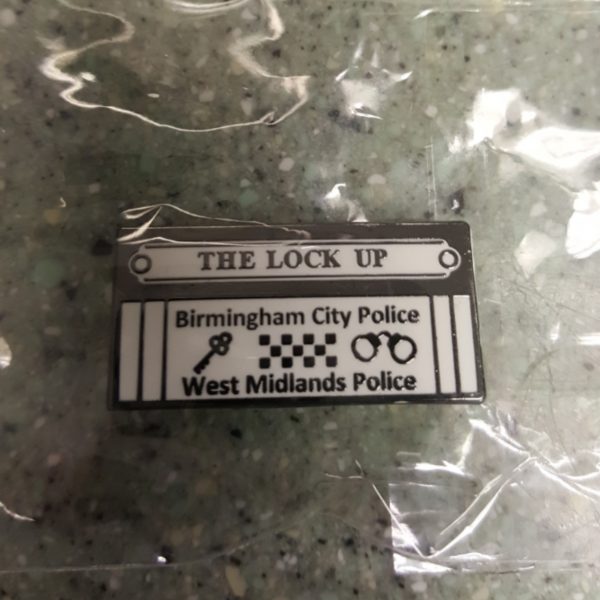 THE LOCK UP
Birmingham City Police
West Midlands Police